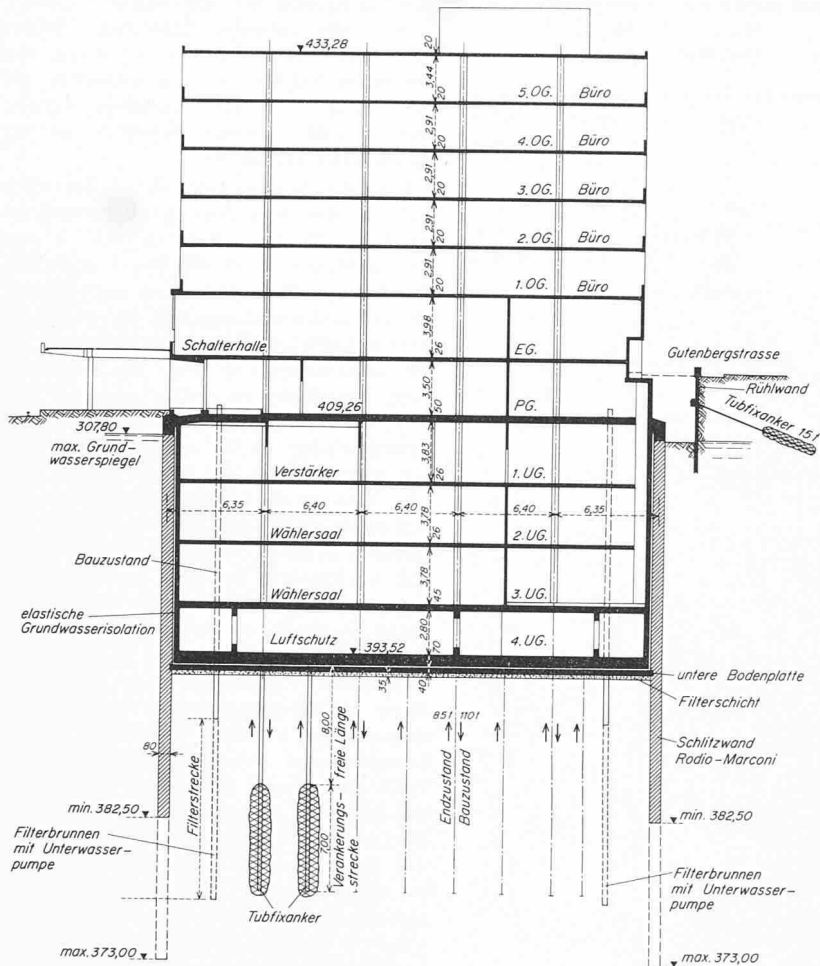 433,28
20
3,44
20
5.OG. Büro
2,91
20
4.OG. Büro
2,91
20
3.OG. Büro
2,91
20
2.OG. Büro
2,91
20
1.OG. Büro
3,98
26
Schalterhalle
EG.
Gutenbergstrasse
Rühlwand
Tubfixanker 15t
3,50
50
PG.
409,26
307,80
max. Grund-
wasserspiegel
3,83
26
Verstärker
1.UG.
6,35 6,40 6,40 6,40 6,35
3,78
26
Wählersaal
2.UG.
Bauzustand
3,78
45
Wählersaal
3.UG.
elastische
Grundwasserisolation
2,80
70
Luftschutz
393,52
4.UG.
untere Bodenplatte
35
40
Filterschicht
85t 110t
Endzustand
Bauzustand
8,00
freie Länge
7,00
Verankerungs-
strecke
Filterstrecke
80
Schlitzwand
Rodio-Marconi
min. 382,50
min. 382,50
Filterbrunnen
mit Unterwasser-
pumpe
Filterbrunnen
mit Unterwasser-
pumpe
Tubfixanker
max. 373,00
max. 373,00